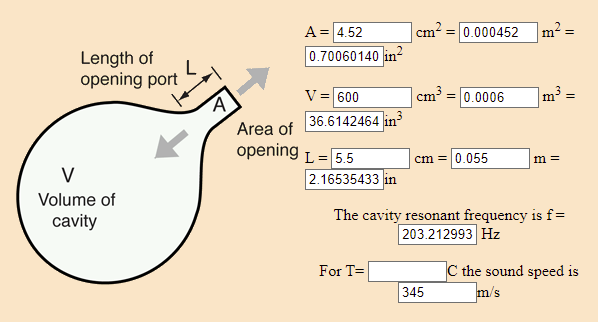 Length of
opening port
L
A
Area of
opening
V
Volume of
cavity
A = 4.52 cm² = 0.000452 m² =
0.70060140 in²
V = 600 cm³ = 0.0006 m³ =
36.6142464 in³
L = 5.5 cm = 0.055 m =
2.16535433 in
The cavity resonant frequency is f =
203.212993 Hz
For T= C the sound speed is
345 m/s